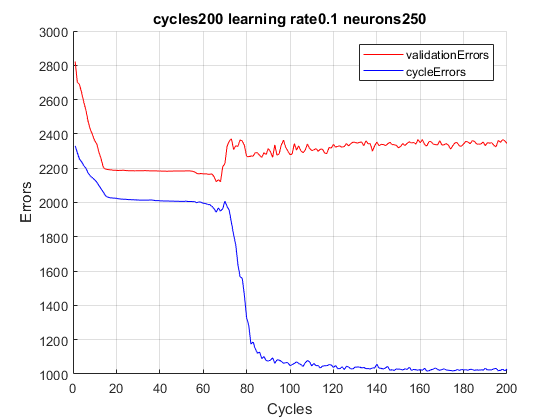 cycles200 learning rate0.1 neurons250
3000
2800
2600
2400
2200
2000
1800
1600
1400
1200
1000
Errors
validationErrors
cycleErrors
0 20 40 60 80 100 120 140 160 180 200
Cycles